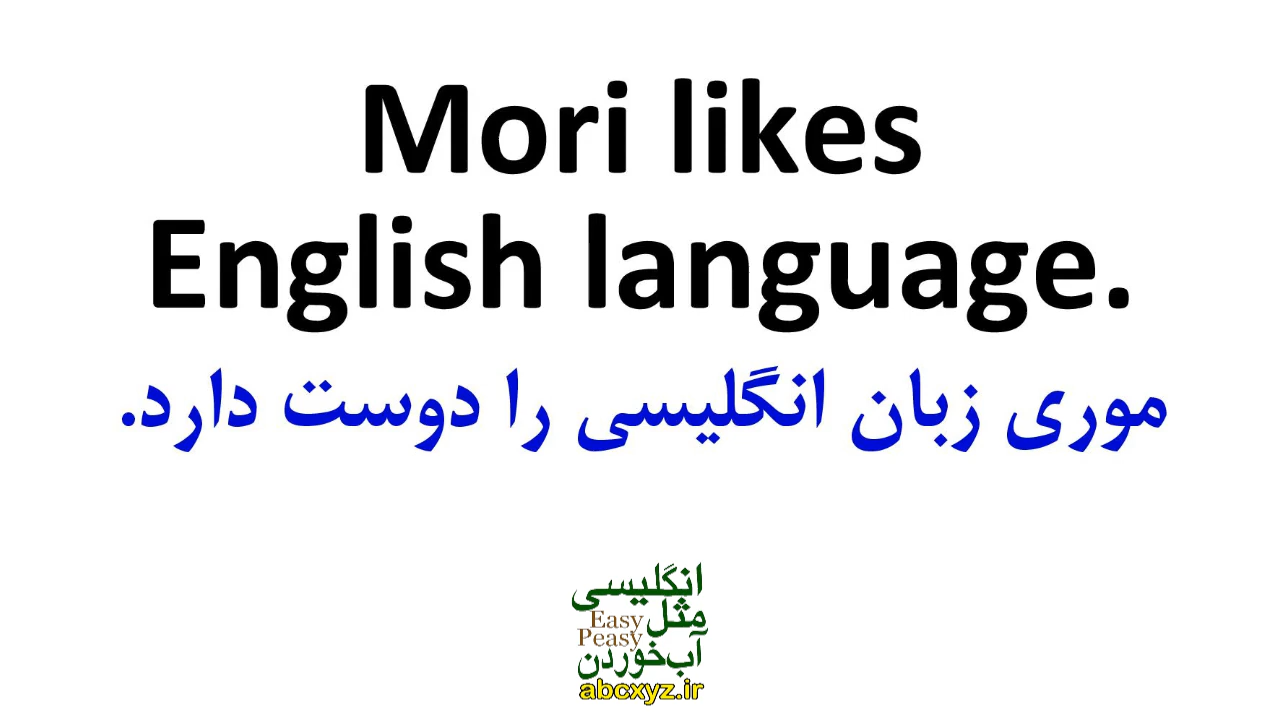 Mori likes
English language.
موری زبان انگلیسی را دوست دارد.
انگلیسی
مثل Easy
Peasy
آب‌خوردن
abcxyz.ir